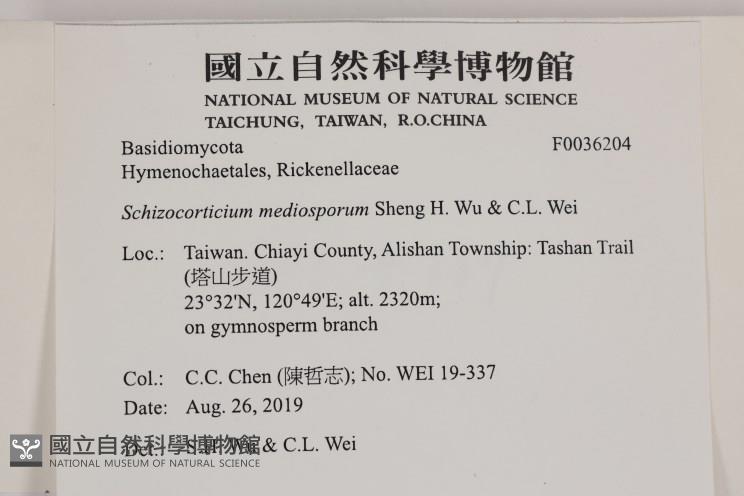 國立自然科學博物館
NATIONAL MUSEUM OF NATURAL SCIENCE
TAICHUNG, TAIWAN, R.O.CHINA
Basidiomycota F0036204
Hymenochaetales, Rickenellaceae
Schizocorticium mediosporum Sheng H. Wu & C.L. Wei
Loc.: Taiwan. Chiayi County, Alishan Township: Tashan Trail
(塔山步道)
23°32'N, 120°49'E; alt. 2320m;
on gymnosperm branch
Col.: C.C. Chen (陳哲志); No. WEI 19-337
Date: Aug. 26, 2019
Det.: S.H. Wu & C.L. Wei
國立自然科學博物館
NATIONAL MUSEUM OF NATURAL SCIENCE